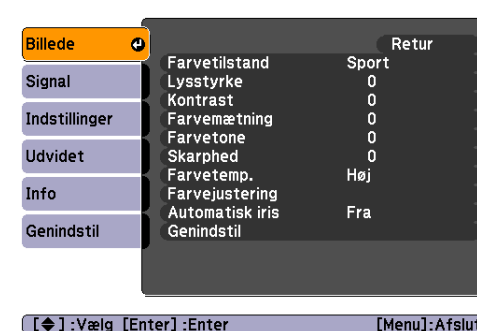 Billede
Signal
Indstillinger
Udvidet
Info
Genindstil
Retur
Farvetilstand Sport
Lysstyrke 0
Kontrast 0
Farvemætning 0
Farvetone 0
Skarphed 0
Farvetemp. Høj
Farvejustering
Automatisk iris Fra
Genindstil
[◆] :Vælg [Enter] :Enter [Menu]:Afslut